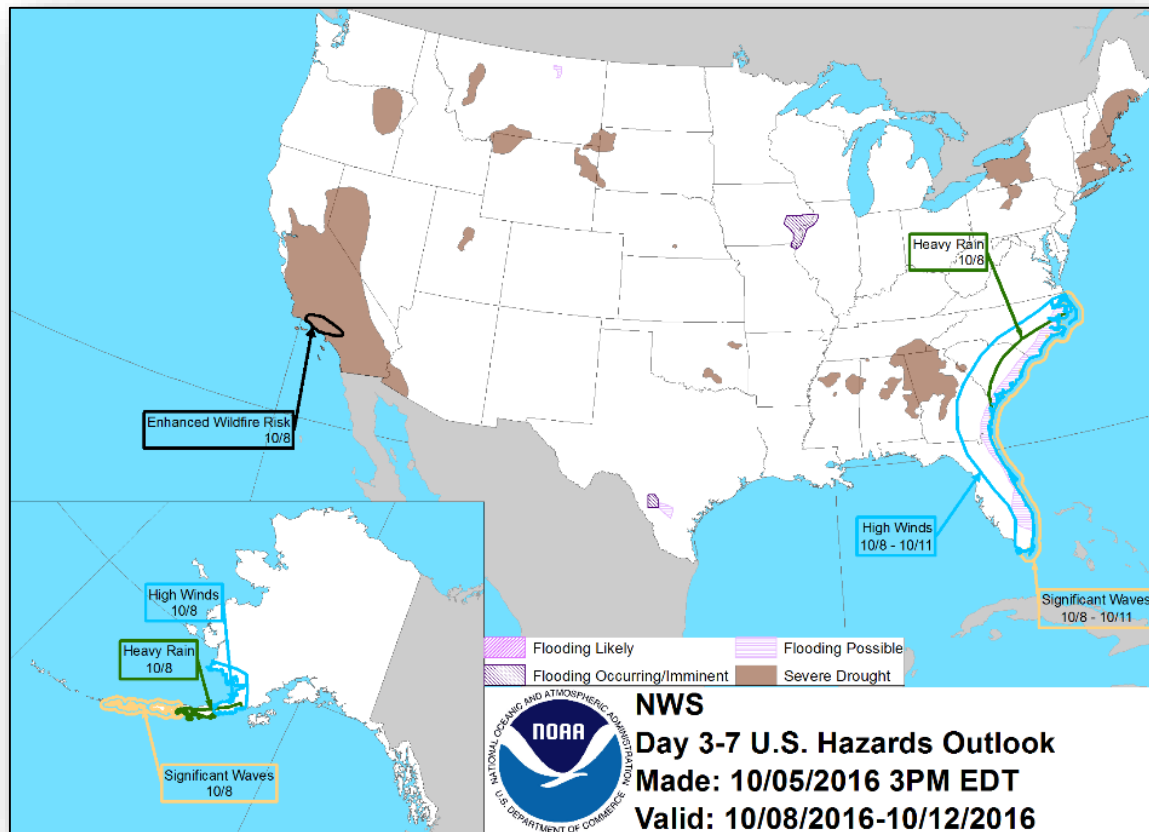 Heavy Rain
10/8
Enhanced Wildfire Risk
10/8
High Winds
10/8 - 10/11
Significant Waves
10/8 - 10/11
High Winds
10/8
Heavy Rain
10/8
Significant Waves
10/8
Flooding Likely
Flooding Possible
Flooding Occurring/Imminent
Severe Drought
NATIONAL OCEANIC AND ATMOSPHERIC ADMINISTRATION
NOAA
U.S. DEPARTMENT OF COMMERCE
NWS
Day 3-7 U.S. Hazards Outlook
Made: 10/05/2016 3PM EDT
Valid: 10/08/2016-10/12/2016